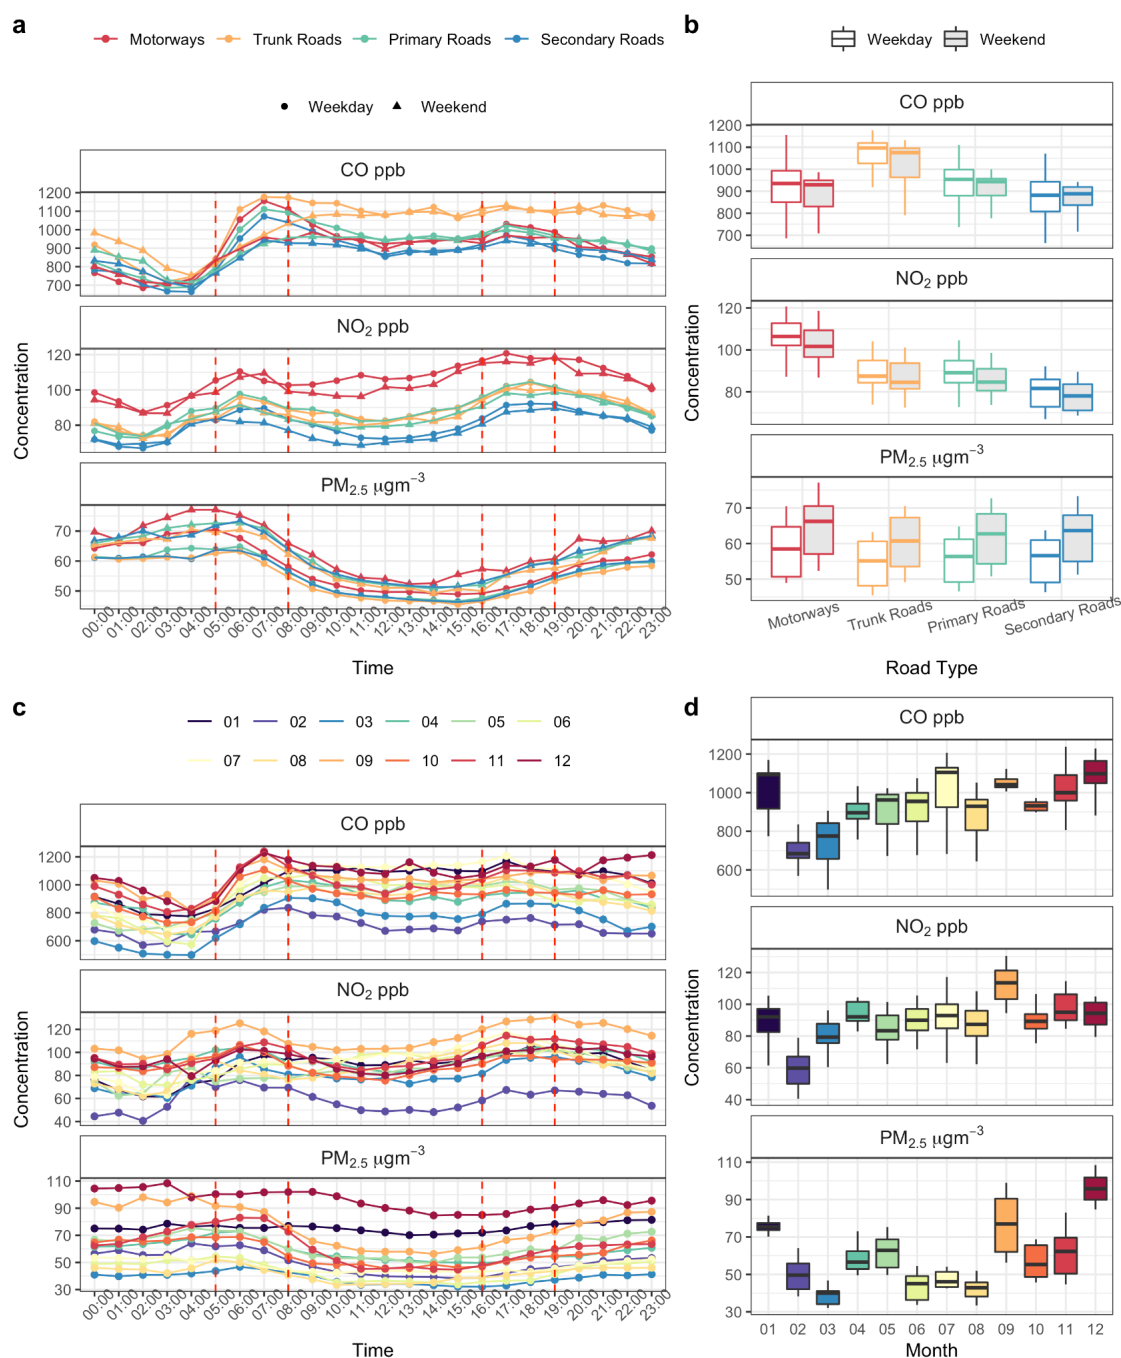 a
Motorways Trunk Roads Primary Roads Secondary Roads
Weekday Weekend
CO ppb
1200
1100
1000
900
800
700
NO2 ppb
120
100
80
PM2.5 μgm−3
70
60
50
Concentration
00:00 01:00 02:00 03:00 04:00 05:00 06:00 07:00 08:00 09:00 10:00 11:00 12:00 13:00 14:00 15:00 16:00 17:00 18:00 19:00 20:00 21:00 22:00 23:00
Time
b
Weekday Weekend
CO ppb
1200
1100
1000
900
800
700
NO2 ppb
120
100
80
PM2.5 μgm−3
70
60
50
Concentration
Motorways Trunk Roads Primary Roads Secondary Roads
Road Type
c
01 02 03 04 05 06
07 08 09 10 11 12
CO ppb
1200
1000
800
600
NO2 ppb
120
100
80
60
40
PM2.5 μgm−3
110
90
70
50
30
Concentration
00:00 01:00 02:00 03:00 04:00 05:00 06:00 07:00 08:00 09:00 10:00 11:00 12:00 13:00 14:00 15:00 16:00 17:00 18:00 19:00 20:00 21:00 22:00 23:00
Time
d
CO ppb
1200
1000
800
600
NO2 ppb
120
100
80
60
40
PM2.5 μgm−3
110
90
70
50
30
Concentration
01 02 03 04 05 06 07 08 09 10 11 12
Month